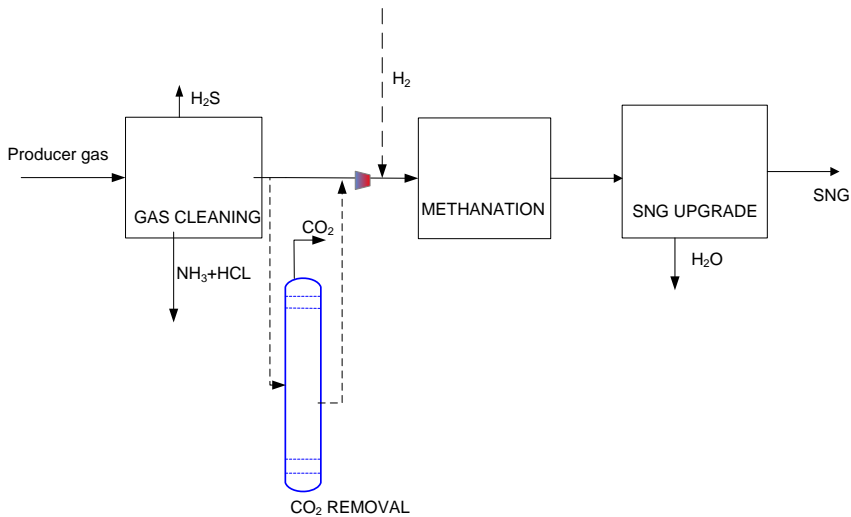 H₂
H₂S
Producer gas
GAS CLEANING
METHANATION
SNG UPGRADE
SNG
CO₂
H₂O
NH₃+HCL
CO₂ REMOVAL